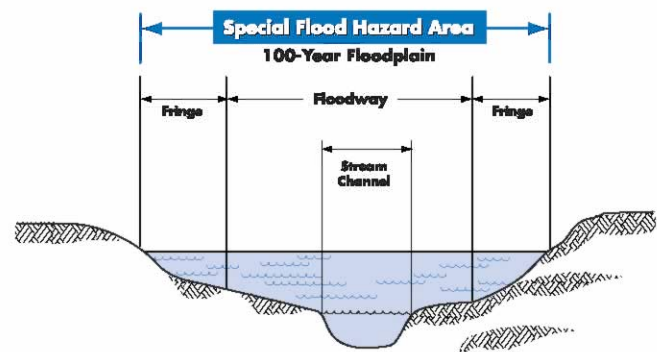 Special Flood Hazard Area
100-Year Floodplain
Fringe
Floodway
Fringe
Stream
Channel